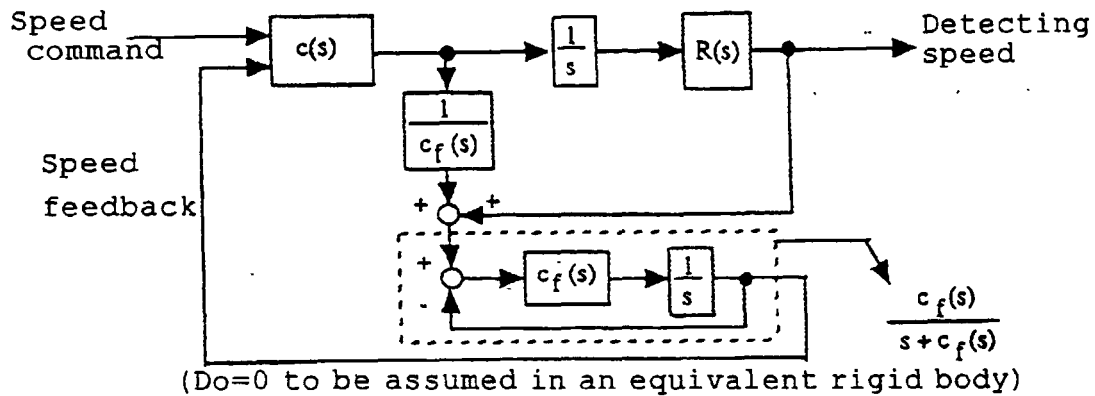 Speed
command
c(s)
1
s
R(s)
Detecting
speed
1
c_f(s)
Speed
feedback
+ +
+
-
c_f(s)
1
s
c_f(s)
s+c_f(s)
(Do=0 to be assumed in an equivalent rigid body)